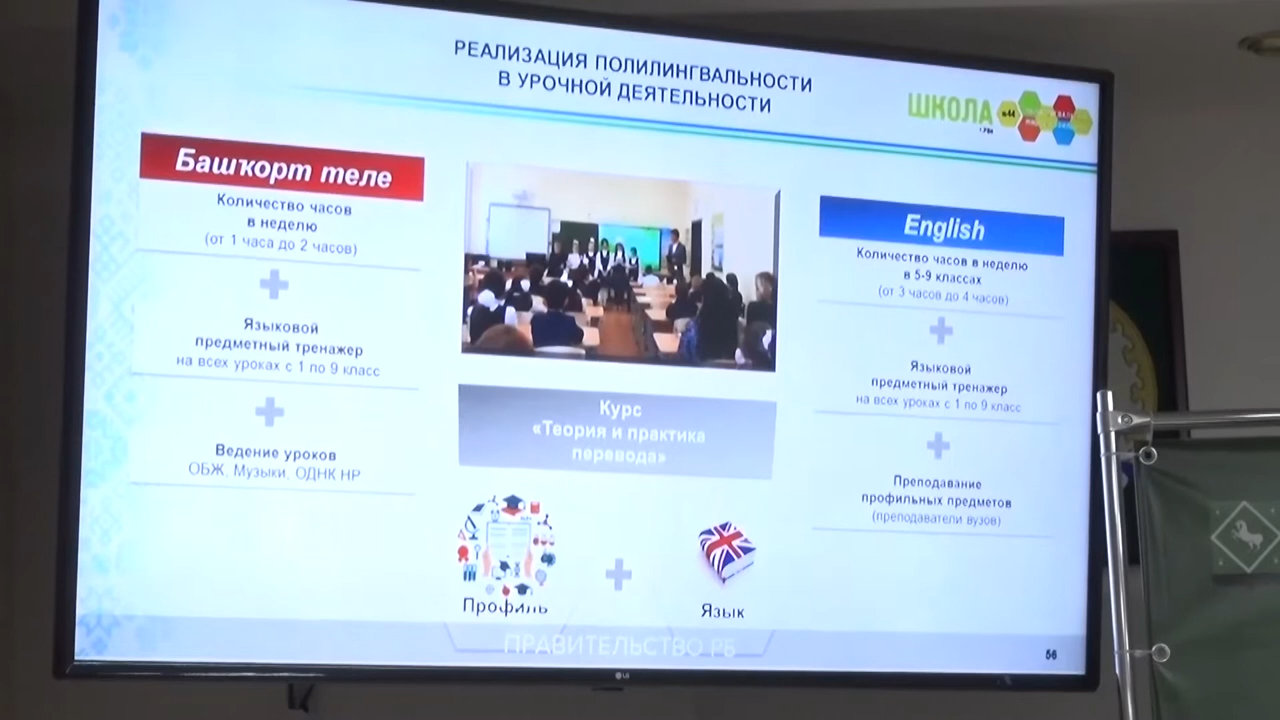 РЕАЛИЗАЦИЯ ПОЛИЛИНГВАЛЬНОСТИ
В УРОЧНОЙ ДЕЯТЕЛЬНОСТИ
ШКОЛА
№44
г.Уфы
Башҡорт теле
Количество часов
в неделю
(от 1 часа до 2 часов)
Языковой
предметный тренажер
на всех уроках с 1 по 9 класс
Ведение уроков
ОБЖ, Музыки, ОДНК НР
Курс
«Теория и практика
перевода»
Профиль
Язык
English
Количество часов в неделю
в 5-9 классах
(от 3 часов до 4 часов)
Языковой
предметный тренажер
на всех уроках с 1 по 9 класс
Преподавание
профильных предметов
(преподаватели вузов)
ПРАВИТЕЛЬСТВО РБ
56
LG